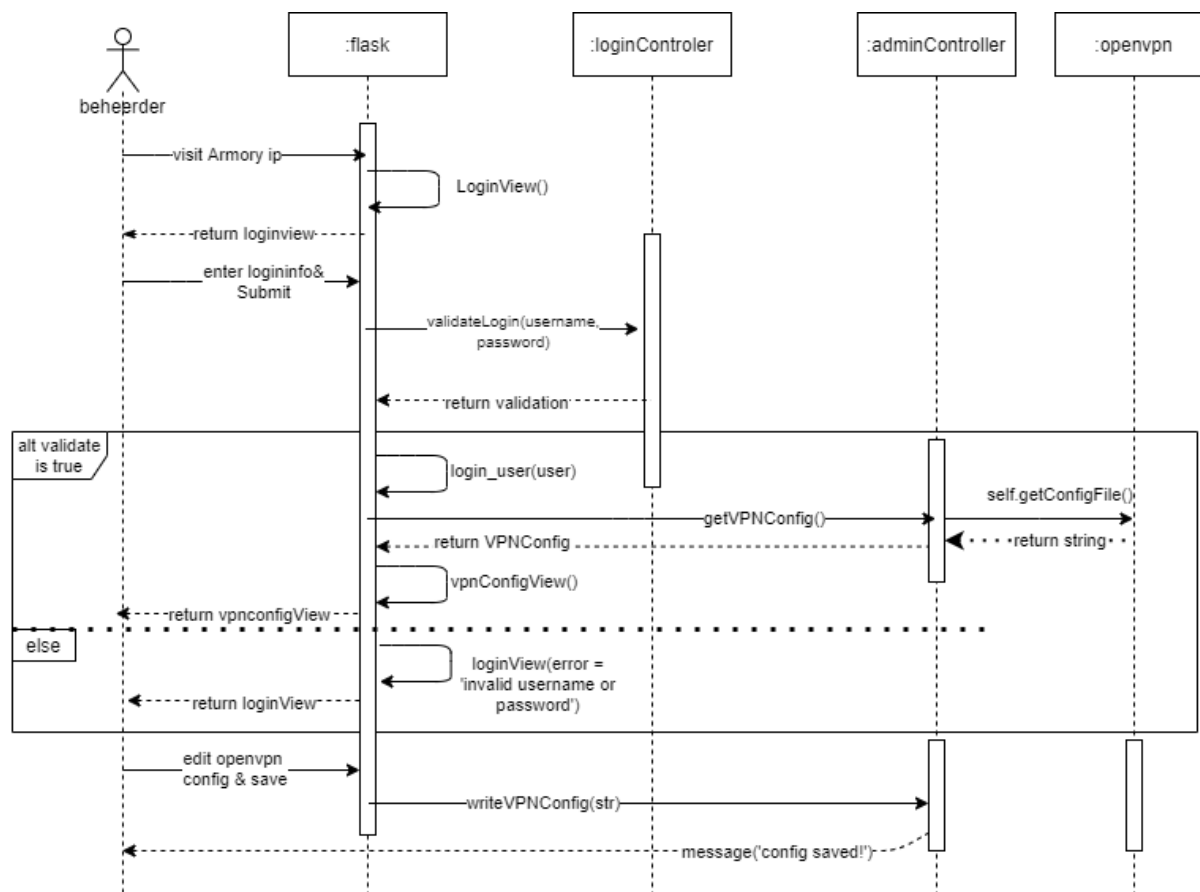 :flask
:loginControler
:adminController
:openvpn
beheerder
visit Armory ip
LoginView()
return loginview
enter logininfo&
Submit
validateLogin(username,
password)
return validation
alt validate
is true
login_user(user)
self.getConfigFile()
getVPNConfig()
return VPNConfig
return string
vpnConfigView()
return vpnconfigView
else
loginView(error =
'invalid username or
password')
return loginView
edit openvpn
config & save
writeVPNConfig(str)
message('config saved!')